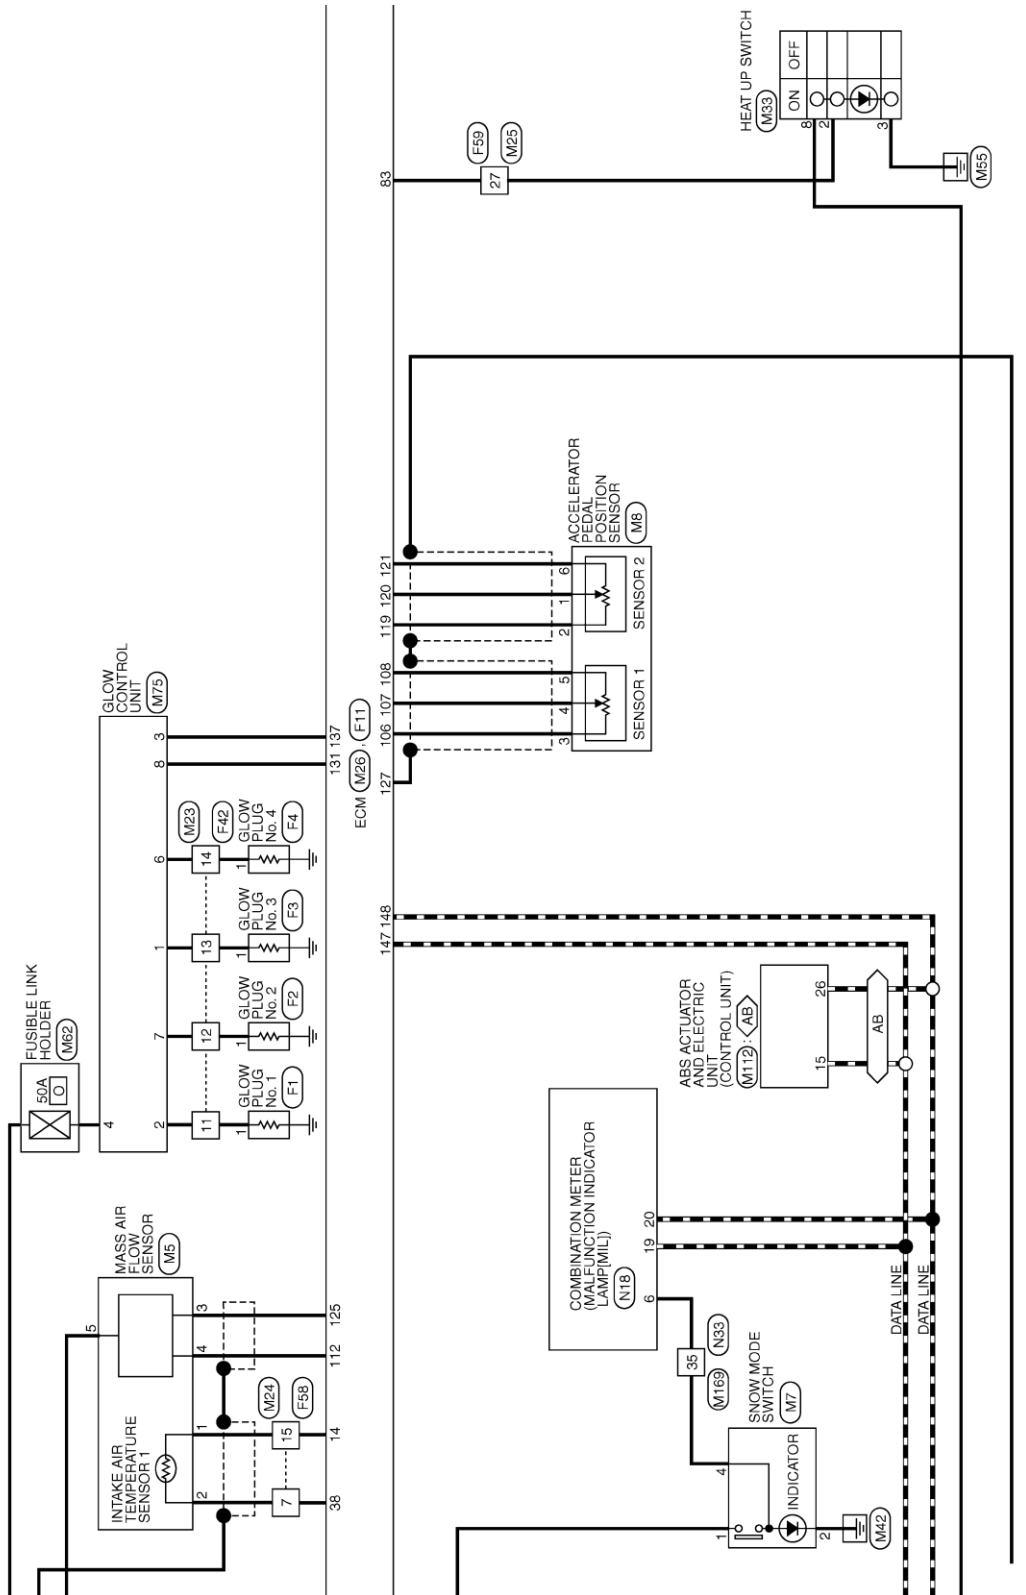 MASS AIR
FLOW
SENSOR
M5
INTAKE AIR
TEMPERATURE
SENSOR 1
5
2
1
4
3
7
15
M24
F58
38
14
112
125
FUSIBLE LINK
HOLDER
M62
50A
O
4
GLOW
CONTROL
UNIT
M75
2
7
1
6
8
3
11
12
13
14
M23
F42
1
GLOW
PLUG
No. 1
F1
1
GLOW
PLUG
No. 2
F2
1
GLOW
PLUG
No. 3
F3
1
GLOW
PLUG
No. 4
F4
131
137
ECM M26 , F11
147
148
127
106
107
108
119
120
121
83
27
F59
M25
3
4
5
2
1
6
SENSOR 1
SENSOR 2
ACCELERATOR
PEDAL
POSITION
SENSOR
M8
COMBINATION METER
(MALFUNCTION INDICATOR
LAMP[MIL])
N18
6
19
20
35
M169
N33
SNOW MODE
SWITCH
M7
4
1
INDICATOR
2
M42
ABS ACTUATOR
AND ELECTRIC
UNIT
(CONTROL UNIT)
M112 : AB
15
26
AB
DATA LINE
DATA LINE
HEAT UP SWITCH
M33
ON
OFF
8
2
3
M55